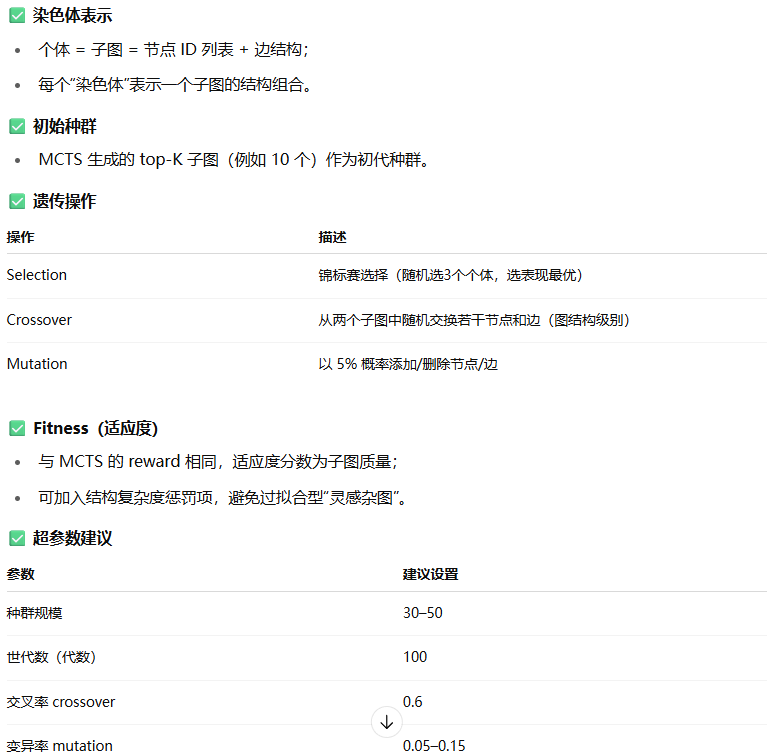 ✅ 染色体表示
• 个体 = 子图 = 节点 ID 列表 + 边结构；
• 每个“染色体”表示一个子图的结构组合。
✅ 初始种群
• MCTS 生成的 top-K 子图（例如 10 个）作为初代种群。
✅ 遗传操作
操作 描述
Selection 锦标赛选择（随机选3个个体，选表现最优）
Crossover 从两个子图中随机交换若干节点和边（图结构级别）
Mutation 以 5% 概率添加/删除节点/边
✅ Fitness（适应度）
• 与 MCTS 的 reward 相同，适应度分数为子图质量；
• 可加入结构复杂度惩罚项，避免过拟合型“灵感杂图”。
✅ 超参数建议
参数 建议设置
种群规模 30–50
世代数（代数） 100
交叉率 crossover 0.6
变异率 mutation 0.05–0.15